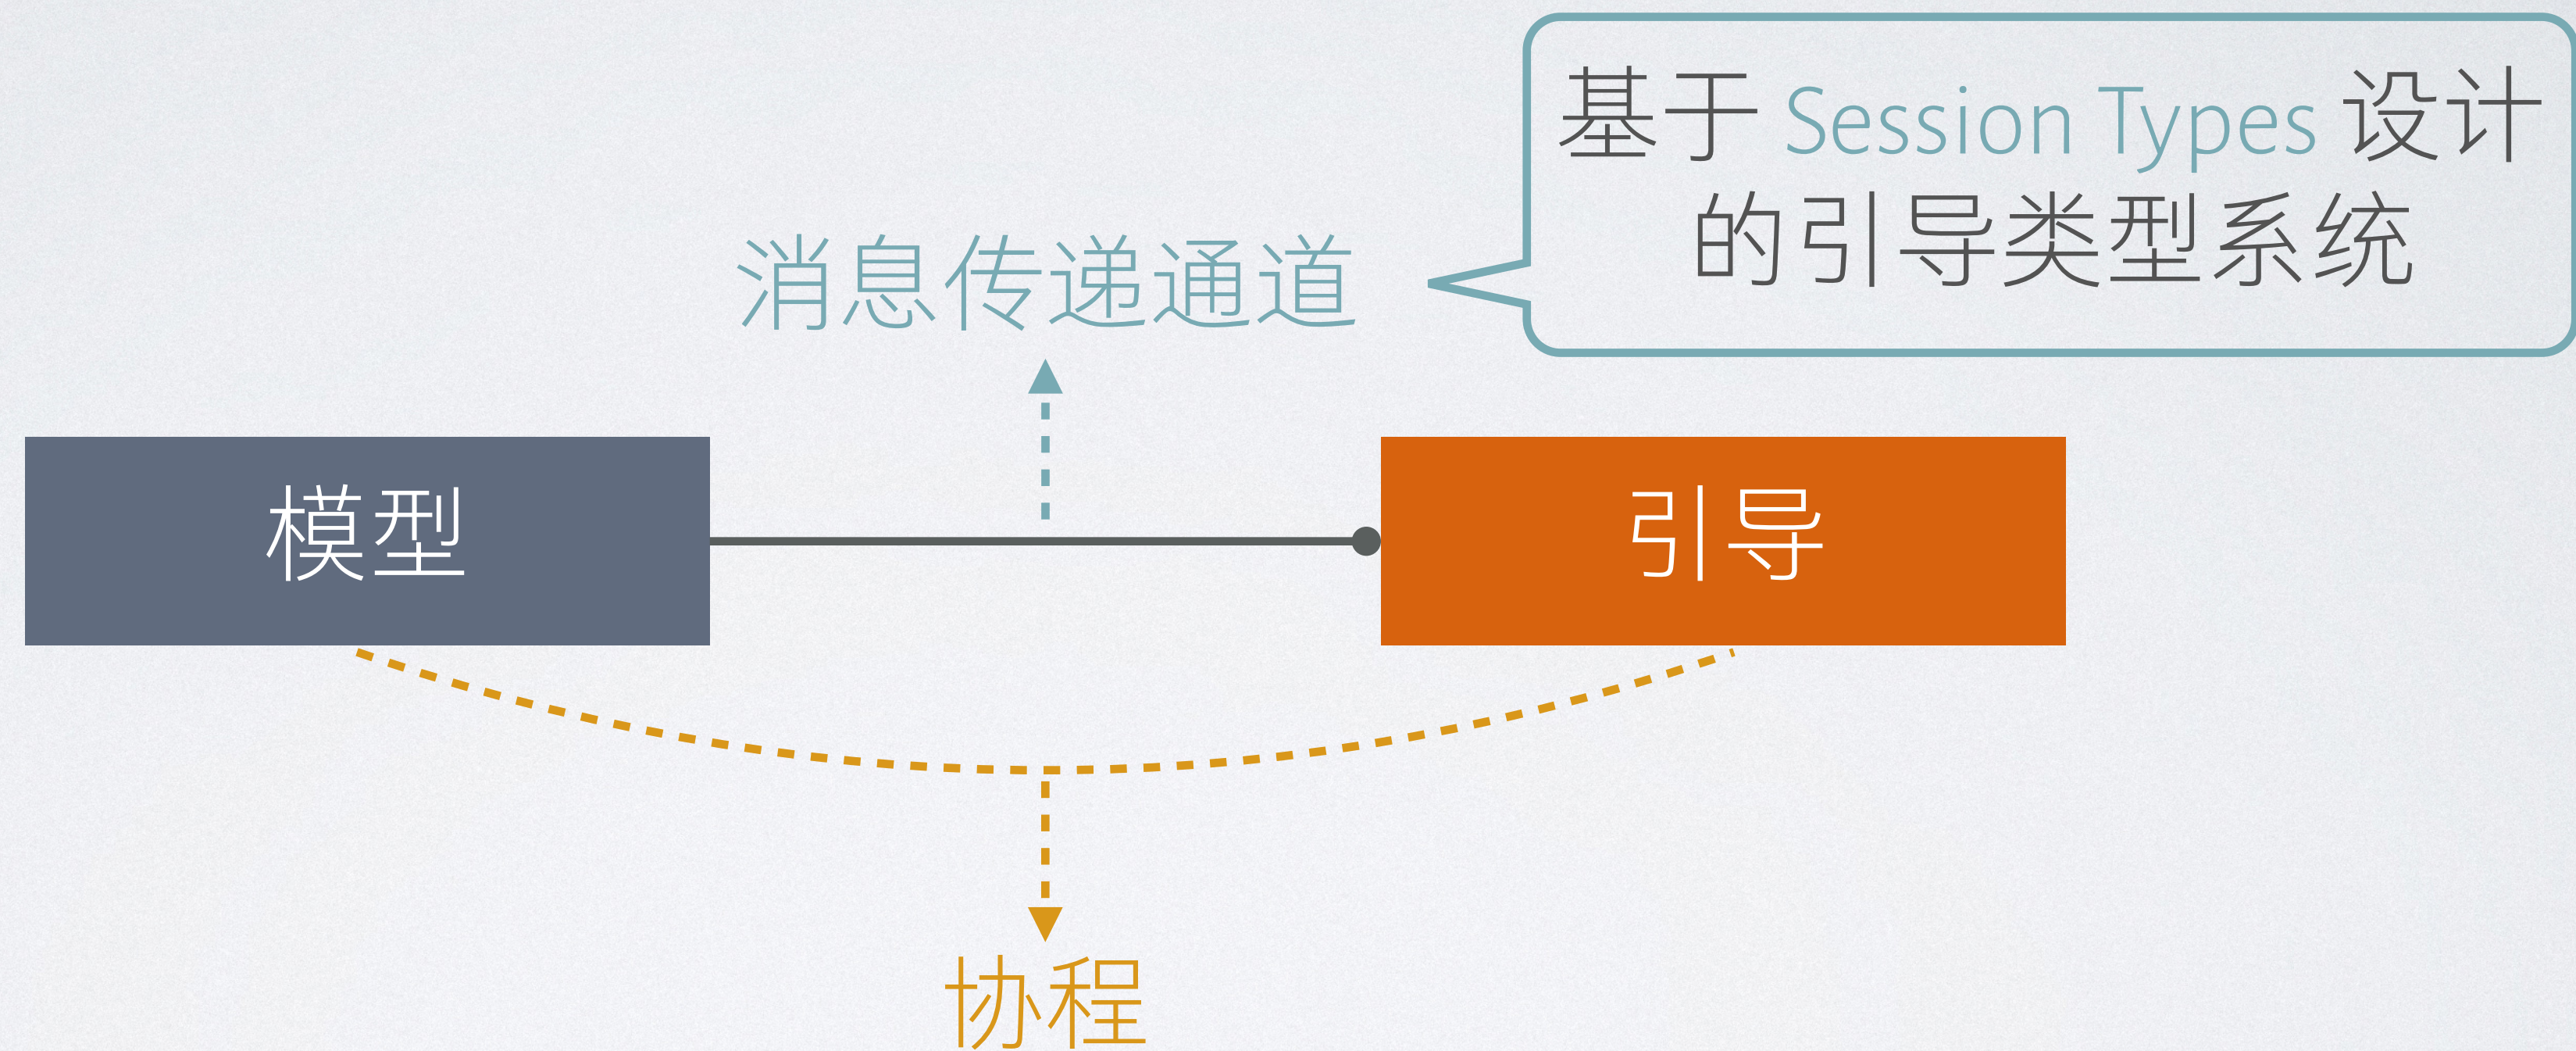 基于 Session Types 设计
的引导类型系统
消息传递通道
模型
引导
协程